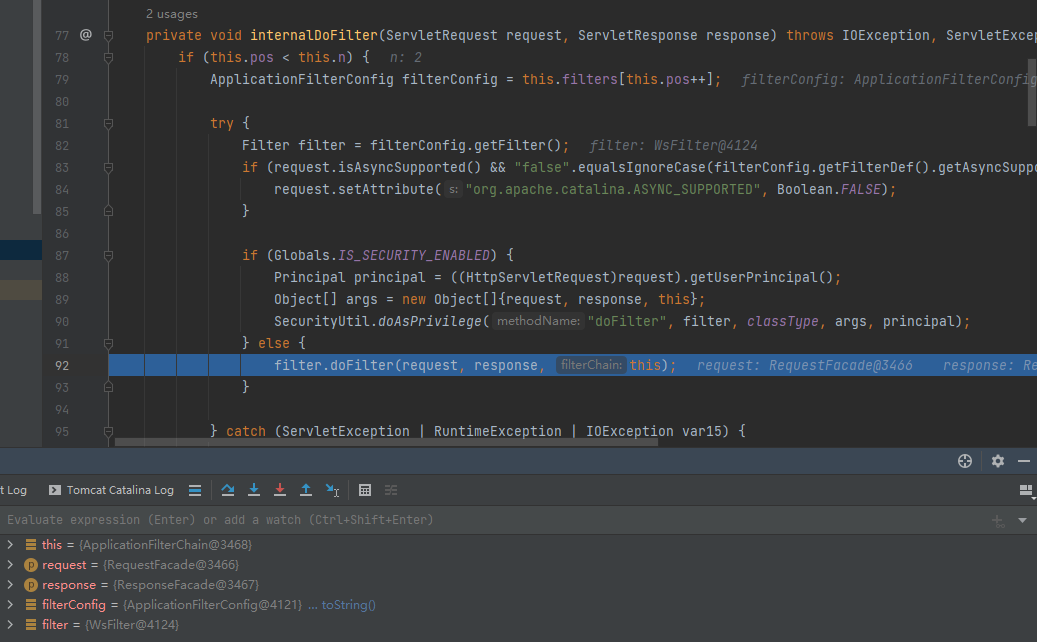 2 usages
77 @ private void internalDoFilter(ServletRequest request, ServletResponse response) throws IOException, ServletExcep
78 if (this.pos < this.n) { n: 2
79 ApplicationFilterConfig filterConfig = this.filters[this.pos++]; filterConfig: ApplicationFilterConfig
80
81 try {
82 Filter filter = filterConfig.getFilter(); filter: WsFilter@4124
83 if (request.isAsyncSupported() && "false".equalsIgnoreCase(filterConfig.getFilterDef().getAsyncSuppo
84 request.setAttribute( s: "org.apache.catalina.ASYNC_SUPPORTED", Boolean.FALSE);
85 }
86
87 if (Globals.IS_SECURITY_ENABLED) {
88 Principal principal = ((HttpServletRequest)request).getUserPrincipal();
89 Object[] args = new Object[]{request, response, this};
90 SecurityUtil.doAsPrivilege( methodName: "doFilter", filter, classType, args, principal);
91 } else {
92 filter.doFilter(request, response, filterChain: this); request: RequestFacade@3466 response: Re
93 }
94
95 } catch (ServletException | RuntimeException | IOException var15) {
t Log Tomcat Catalina Log
Evaluate expression (Enter) or add a watch (Ctrl+Shift+Enter)
this = {ApplicationFilterChain@3468}
p request = {RequestFacade@3466}
p response = {ResponseFacade@3467}
filterConfig = {ApplicationFilterConfig@4121} ... toString()
filter = {WsFilter@4124}